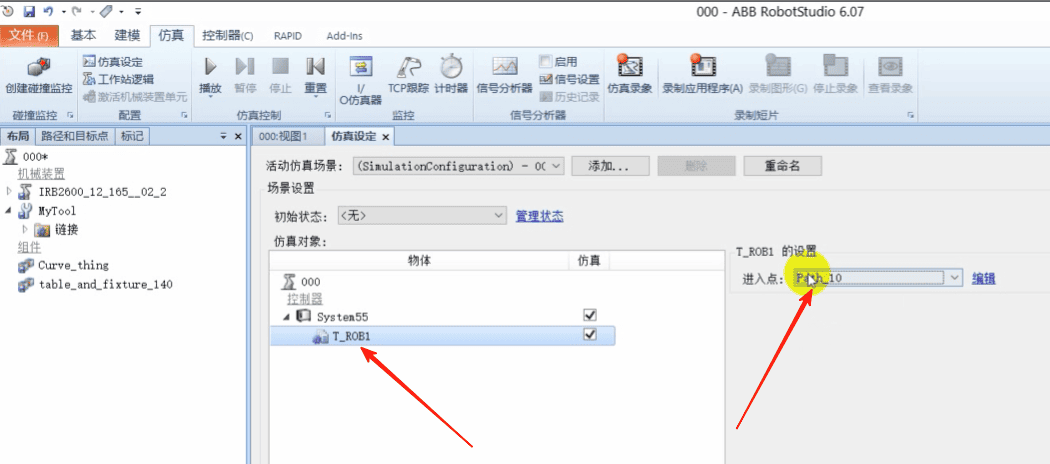 000 - ABB RobotStudio 6.07
文件(F) 基本 建模 仿真 控制器(C) RAPID Add-Ins
创建碰撞监控
仿真设定
工作站逻辑
激活机械装置单元
播放 暂停 停止 重置
I/O仿真器
TCP跟踪 计时器
信号分析器
启用
信号设置
历史记录
仿真录象 录制应用程序(A) 录制图形(G) 停止录象 查看录象
碰撞监控 配置 仿真控制 监控 信号分析器 录制短片
布局 路径和目标点 标记
000:视图1 仿真设定
000*
机械装置
IRB2600_12_165__02_2
MyTool
链接
组件
Curve_thing
table_and_fixture_140
活动仿真场景: (SimulationConfiguration) - 00 添加... 删除 重命名
场景设置
初始状态: <无> 管理状态
仿真对象:
物体 仿真
000
控制器
System55
T_ROB1
T_ROB1 的设置
进入点: Path_10 编辑